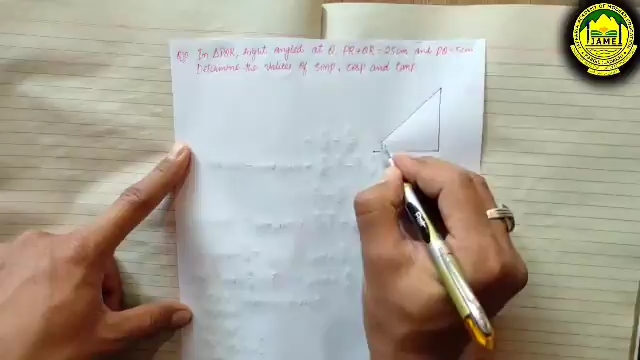 Q) In ΔPQR, right angled at Q, PR + QR = 25cm and PQ = 5cm
Determine the values of sinp, cosp and tanp
JAME